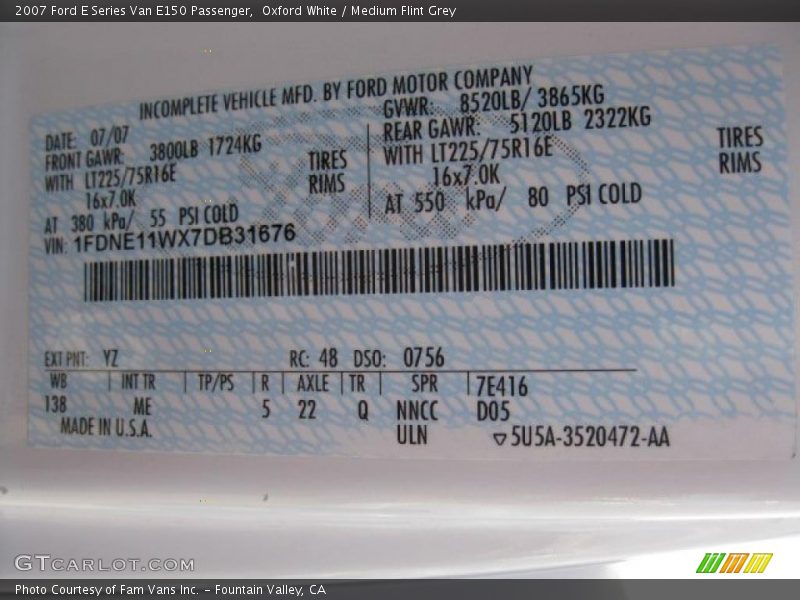 2007 Ford E Series Van E150 Passenger,  Oxford White / Medium Flint Grey
INCOMPLETE VEHICLE MFD. BY FORD MOTOR COMPANY
DATE: 07/07
GVWR: 8520LB/ 3865KG
FRONT GAWR: 3800LB 1724KG
REAR GAWR: 5120LB 2322KG
WITH LT225/75R16E TIRES
WITH LT225/75R16E TIRES
16x7.0K RIMS
16x7.0K RIMS
AT 380 kPa/ 55 PSI COLD
AT 550 kPa/ 80 PSI COLD
VIN: 1FDNE11WX7DB31676
EXT PNT: YZ RC: 48 DSO: 0756
WB INT TR TP/PS R AXLE TR SPR 7E416
138 ME 5 22 Q NNCC D05
MADE IN U.S.A. ULN ▽5U5A-3520472-AA
GTCARLOT.COM
Photo Courtesy of Fam Vans Inc. - Fountain Valley, CA